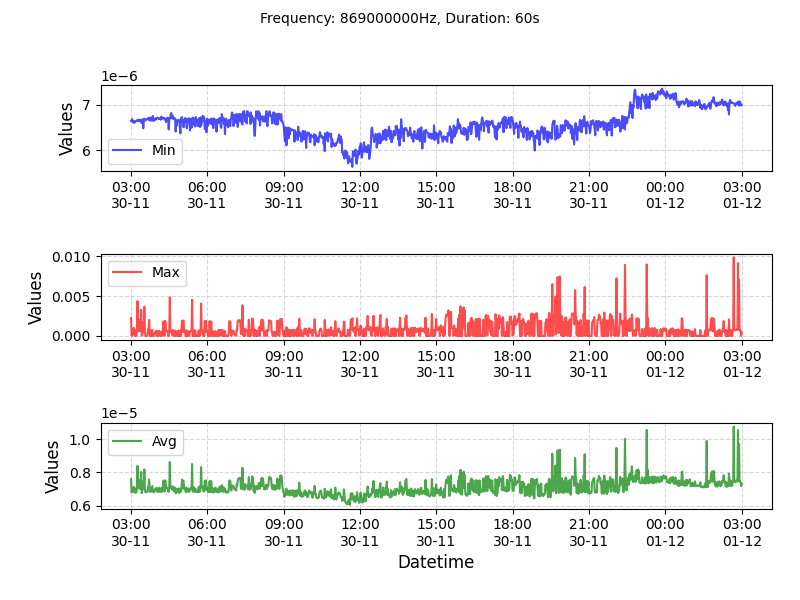 Frequency: 869000000Hz, Duration: 60s
1e−6
Values
7
6
Min
03:00 06:00 09:00 12:00 15:00 18:00 21:00 00:00 03:00
30-11 30-11 30-11 30-11 30-11 30-11 30-11 01-12 01-12
Values
0.010
0.005
0.000
Max
03:00 06:00 09:00 12:00 15:00 18:00 21:00 00:00 03:00
30-11 30-11 30-11 30-11 30-11 30-11 30-11 01-12 01-12
1e−5
Values
1.0
0.8
0.6
Avg
03:00 06:00 09:00 12:00 15:00 18:00 21:00 00:00 03:00
30-11 30-11 30-11 30-11 30-11 30-11 30-11 01-12 01-12
Datetime